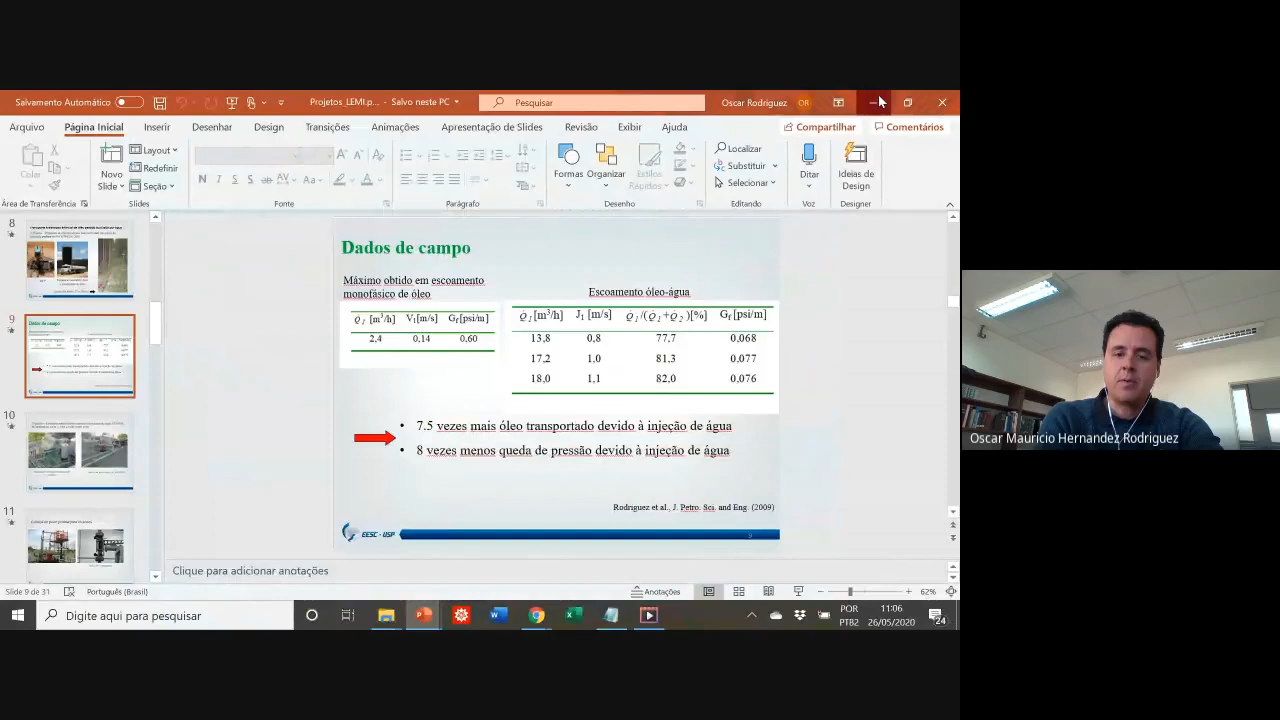 Salvamento Automático
Projetos_LEMI.p... - Salvo neste PC
Pesquisar
Oscar Rodriguez
OR
Arquivo
Página Inicial
Inserir
Desenhar
Design
Transições
Animações
Apresentação de Slides
Revisão
Exibir
Ajuda
Compartilhar
Comentários
Colar
Novo
Slide
Layout
Redefinir
Seção
N I S S ab AV Aa A
Formas
Organizar
Estilos
Rápidos
Localizar
Substituir
Selecionar
Ditar
Ideias de
Design
Área de Transferência
Slides
Fonte
Parágrafo
Desenho
Editando
Voz
Designer
8
9
10
11
Dados de campo
Máximo obtido em escoamento
monofásico de óleo
Q1 [m³/h] V1[m/s] Gf[psi/m]
2,4 0,14 0,60
Escoamento óleo-água
Q1[m³/h] J1 [m/s] Q1/(Q1+Q2)[%] Gf[psi/m]
13,8 0,8 77,7 0,068
17,2 1,0 81,3 0,077
18,0 1,1 82,0 0,076
• 7.5 vezes mais óleo transportado devido à injeção de água
• 8 vezes menos queda de pressão devido à injeção de água
Rodriguez et al., J. Petro. Sci. and Eng. (2009)
EESC - USP
9
Clique para adicionar anotações
Slide 9 de 31
Português (Brasil)
Anotações
62%
Digite aqui para pesquisar
POR
PTB2
11:06
26/05/2020
24
Oscar Mauricio Hernandez Rodriguez